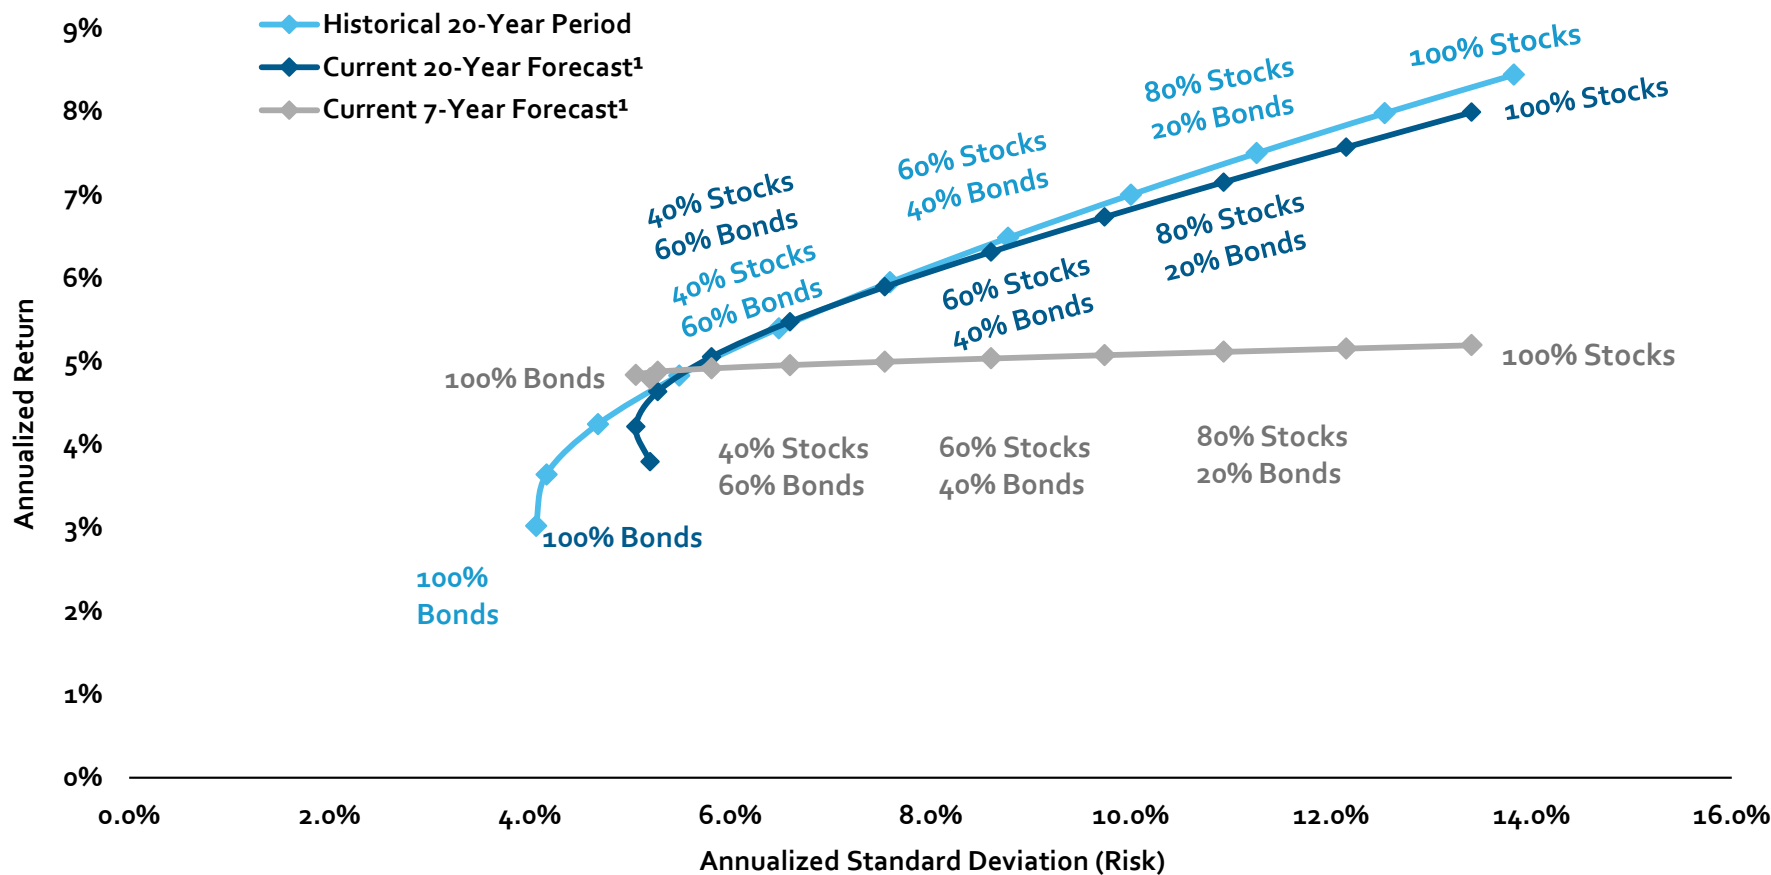 Historical 20-Year Period
Current 20-Year Forecast¹
Current 7-Year Forecast¹
9%
8%
7%
6%
5%
4%
3%
2%
1%
0%
Annualized Return
100% Stocks
80% Stocks
20% Bonds
100% Stocks
60% Stocks
40% Bonds
40% Stocks
60% Bonds
40% Stocks
60% Bonds
80% Stocks
20% Bonds
60% Stocks
40% Bonds
100% Bonds
100% Stocks
40% Stocks
60% Bonds
60% Stocks
40% Bonds
80% Stocks
20% Bonds
100% Bonds
100%
Bonds
0.0%
2.0%
4.0%
6.0%
8.0%
10.0%
12.0%
14.0%
16.0%
Annualized Standard Deviation (Risk)